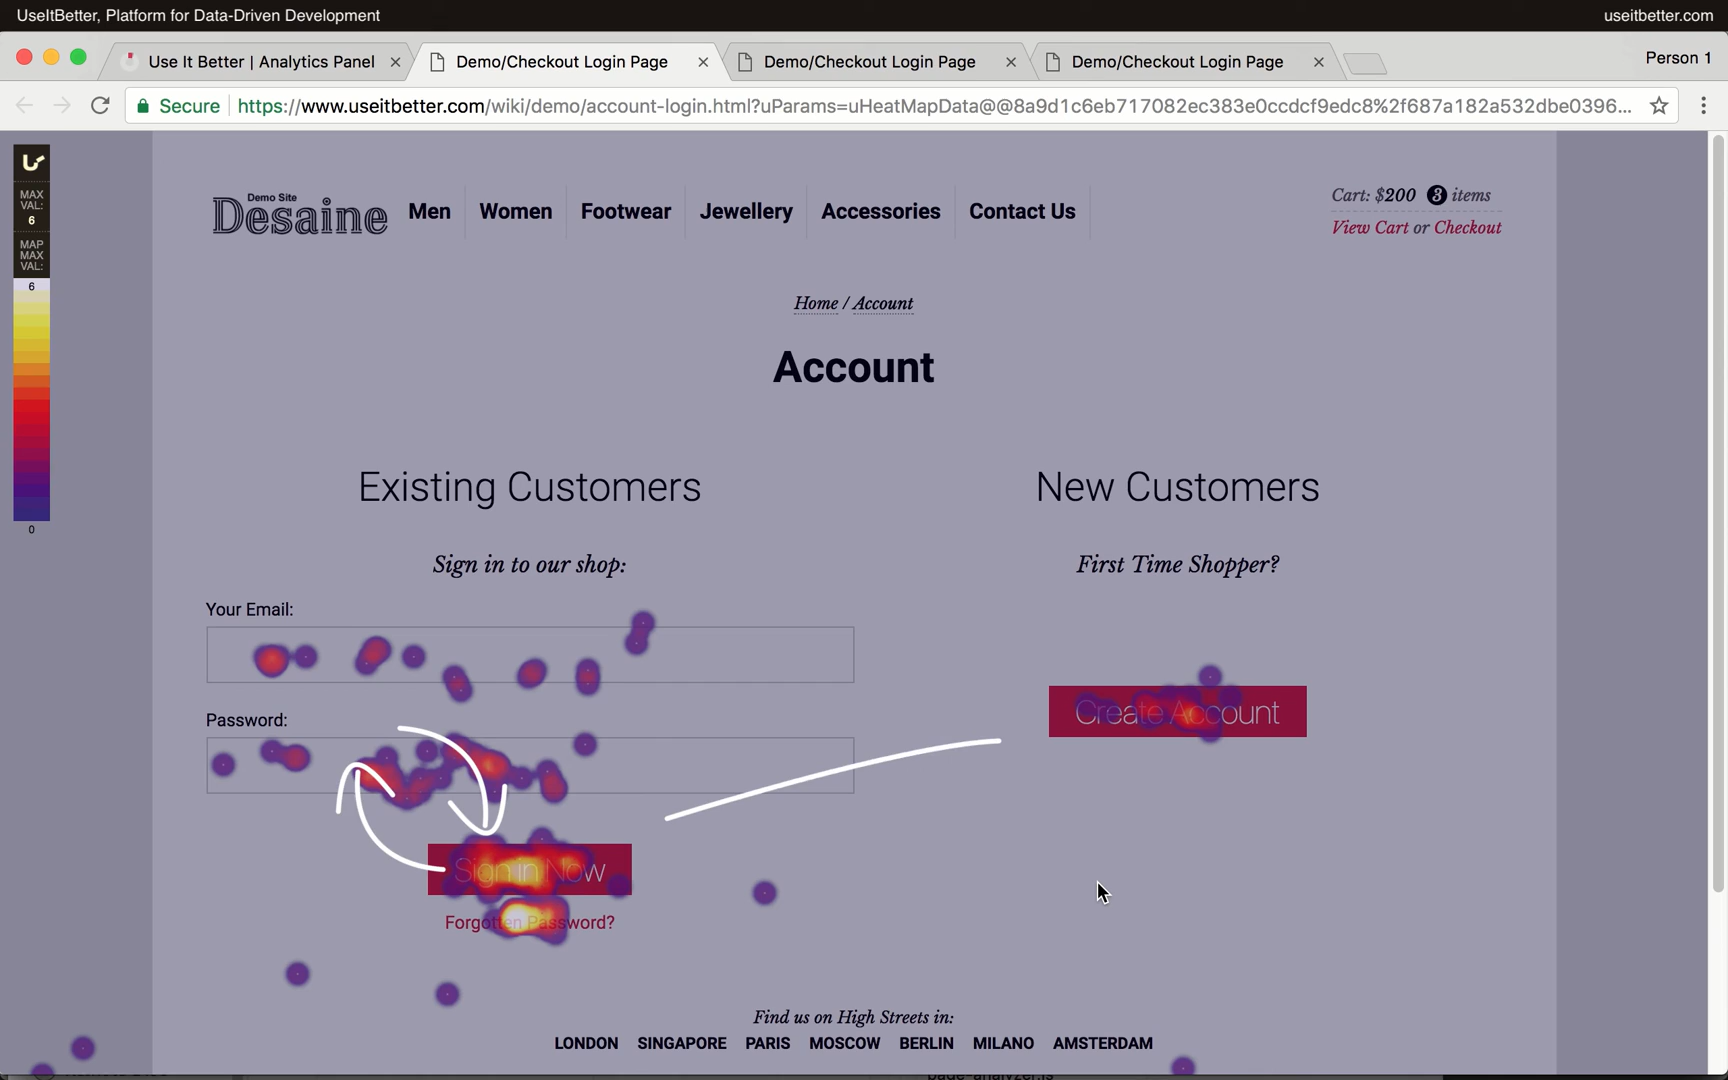 UseItBetter, Platform for Data-Driven Development
useitbetter.com
Use It Better | Analytics Panel
Demo/Checkout Login Page
Demo/Checkout Login Page
Demo/Checkout Login Page
Person 1
Secure
https://www.useitbetter.com/wiki/demo/account-login.html?uParams=uHeatMapData@@8a9d1c6eb717082ec383e0ccdcf9edc8%2f687a182a532dbe0396...
MAX
VAL:
6
MAP
MAX
VAL:
6
0
Demo Site
Desaine
Men
Women
Footwear
Jewellery
Accessories
Contact Us
Cart: $200 3 items
View Cart or Checkout
Home / Account
Account
Existing Customers
Sign in to our shop:
Your Email:
Password:
Sign in Now
Forgotten Password?
New Customers
First Time Shopper?
Create Account
Find us on High Streets in:
LONDON SINGAPORE PARIS MOSCOW BERLIN MILANO AMSTERDAM